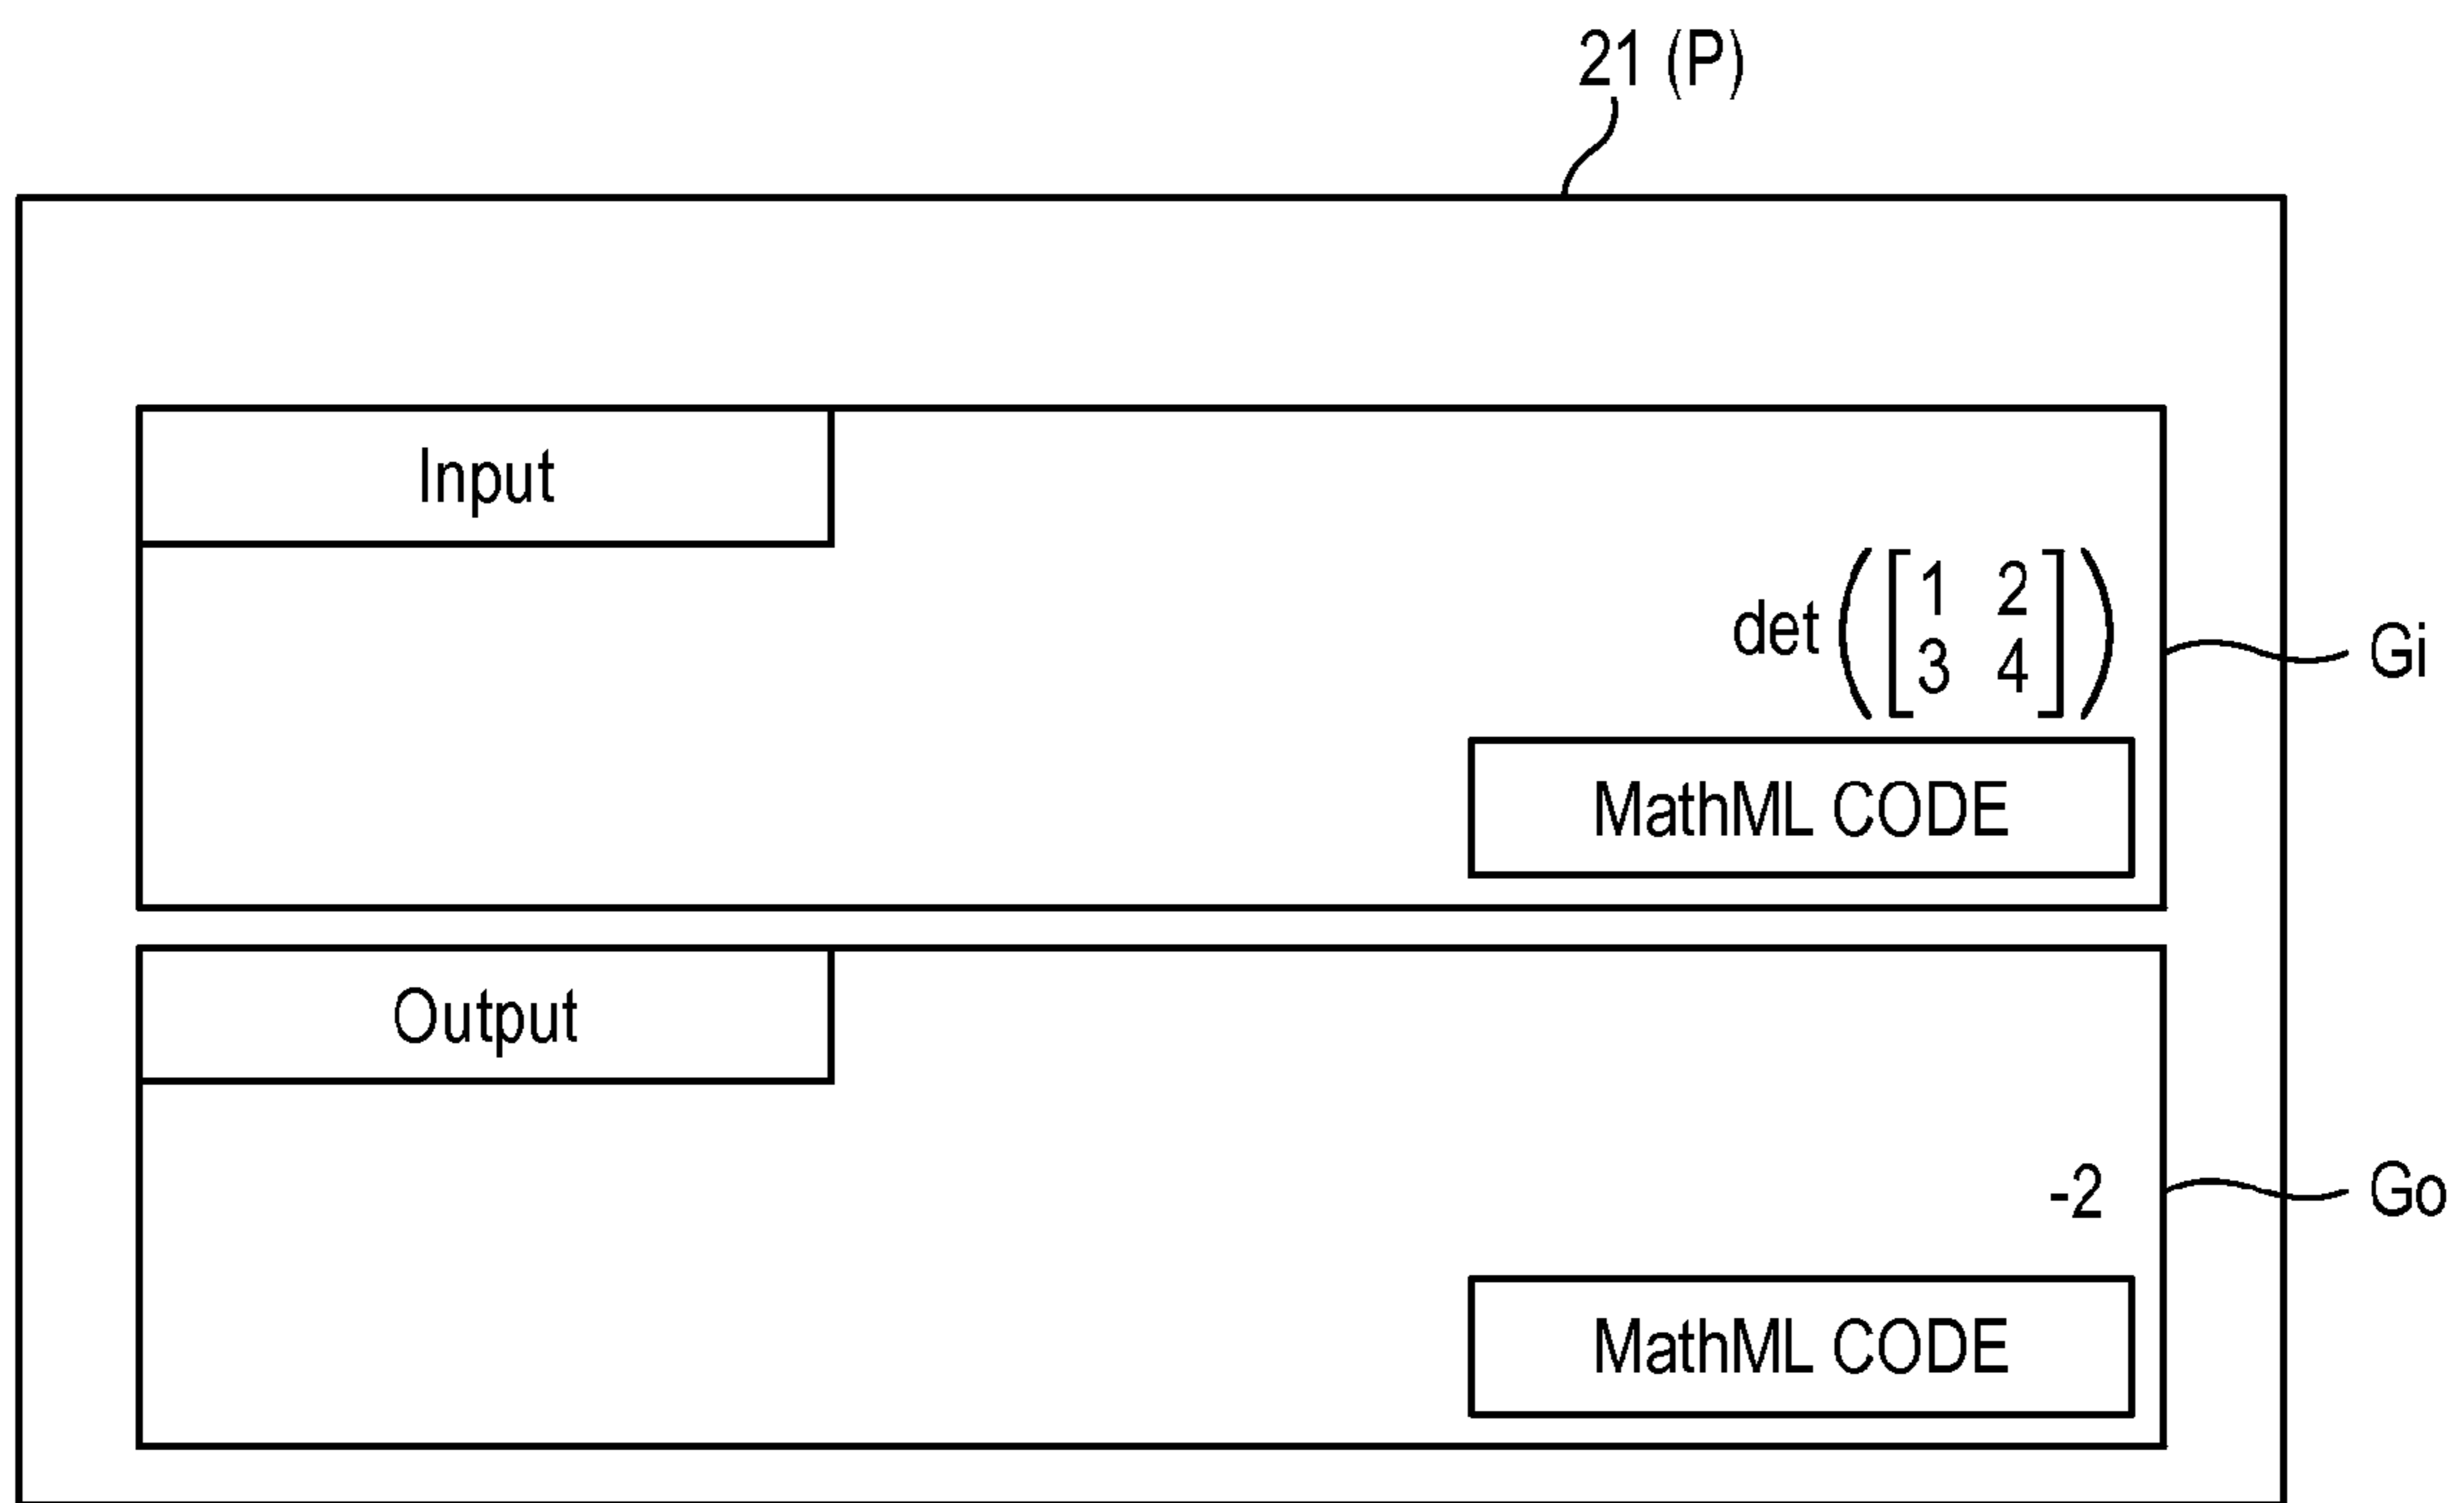 21 (P)
Input
det ([1 2
3 4])
Gi
MathML CODE
Output
-2
Go
MathML CODE